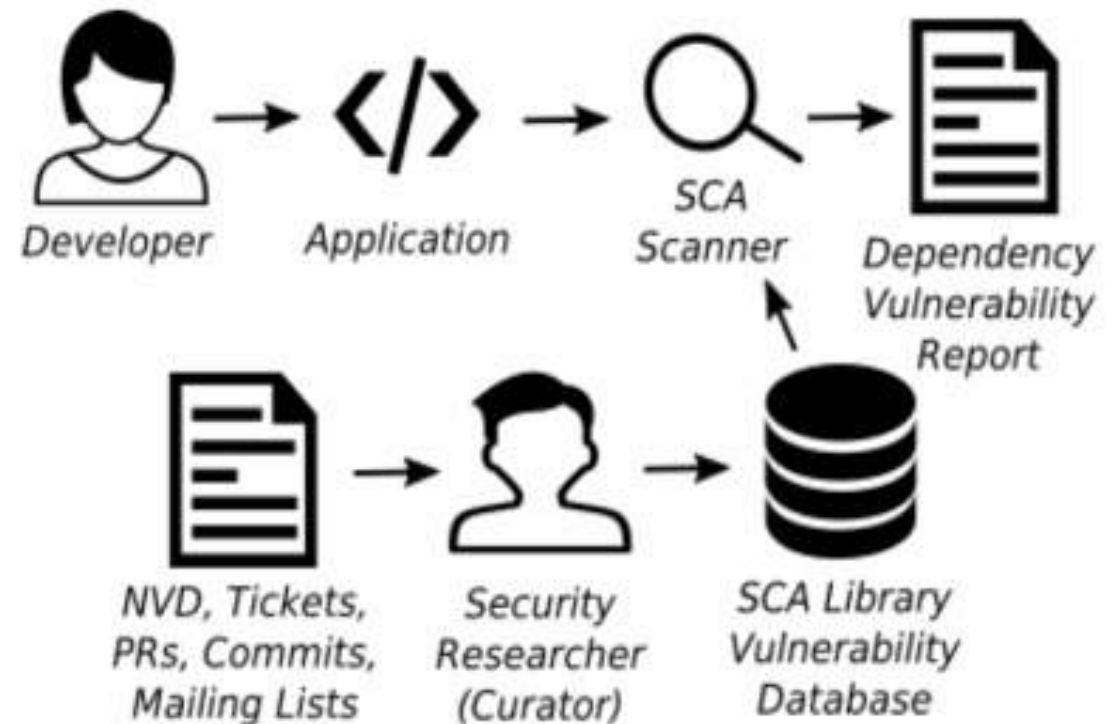 Developer
Application
SCA
Scanner
Dependency
Vulnerability
Report
NVD, Tickets,
PRs, Commits,
Mailing Lists
Security
Researcher
(Curator)
SCA Library
Vulnerability
Database